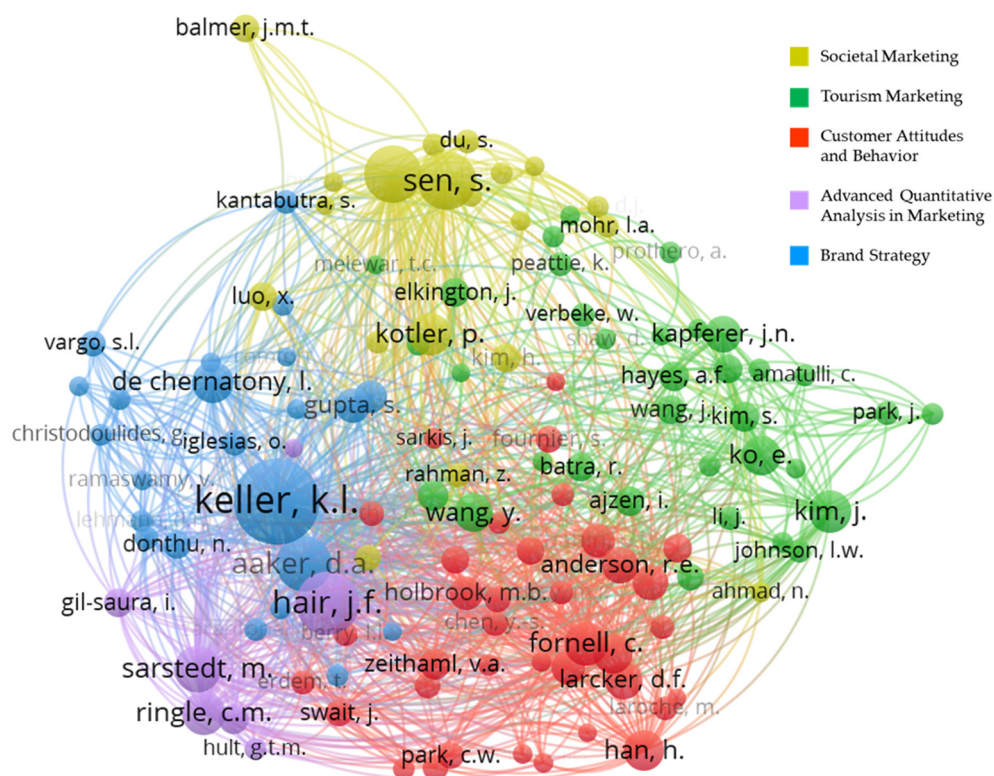 balmer, j.m.t.
Societal Marketing
Tourism Marketing
Customer Attitudes
and Behavior
Advanced Quantitative
Analysis in Marketing
Brand Strategy
du, s.
sen, s.
kantabutra, s.
mohr, l.a.
prothero, a.
melewar, t.c.
peattie, k.
luo, x.
elkington, j.
verbeke, w.
kotler, p.
shaw, d.
kapferer, j.n.
vargo, s.l.
kim, h.
de chernatony, l.
hayes, a.f.
amatulli, c.
gupta, s.
wang, j.
kim, s.
park, j.
christodoulides, g.
iglesias, o.
sarkis, j.
fournier, s.
ko, e.
ramaswamy, v.
rahman, z.
batra, r.
keller, k.l.
ajzen, i.
wang, y.
li, j.
kim, j.
donthu, n.
johnson, l.w.
aaker, d.a.
anderson, r.e.
ahmad, n.
gil-saura, i.
hair, j.f.
holbrook, m.b.
chen, y.-s.
berry, l.l.
fornell, c.
sarstedt, m.
zeithaml, v.a.
erdem, t.
larcker, d.f.
laroche, m.
ringle, c.m.
swait, j.
hult, g.t.m.
park, c.w.
han, h.